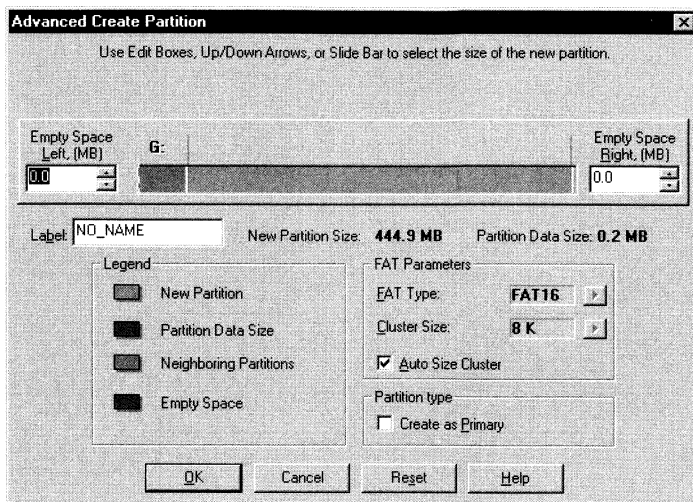 Advanced Create Partition
Use Edit Boxes, Up/Down Arrows, or Slide Bar to select the size of the new partition.
Empty Space
Left, (MB)
0.0
G:
Empty Space
Right, (MB)
0.0
Label: NO_NAME
New Partition Size: 444.9 MB
Partition Data Size: 0.2 MB
Legend
New Partition
Partition Data Size
Neighboring Partitions
Empty Space
FAT Parameters
FAT Type: FAT16
Cluster Size: 8 K
Auto Size Cluster
Partition type
Create as Primary
OK
Cancel
Reset
Help